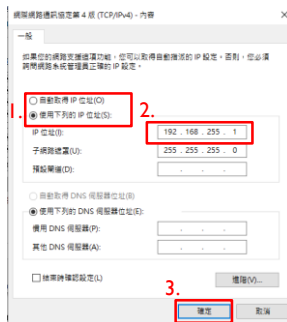 網際網路通訊協定第 4 版 (TCP/IPv4) - 內容
一般
如果您的網路支援這項功能，您可以取得自動指派的 IP 設定。否則，您必須
詢問網路系統管理員正確的 IP 設定。
自動取得 IP 位址(O)
1. 使用下列的 IP 位址(S):
2.
IP 位址(I): 192 . 168 . 255 . 1
子網路遮罩(U): 255 . 255 . 255 . 0
預設閘道(D): . . .
自動取得 DNS 伺服器位址(B)
使用下列的 DNS 伺服器位址(E):
慣用 DNS 伺服器(P): . . .
其他 DNS 伺服器(A): . . .
結束時確認設定(L)
進階(V)...
3.
確定 取消